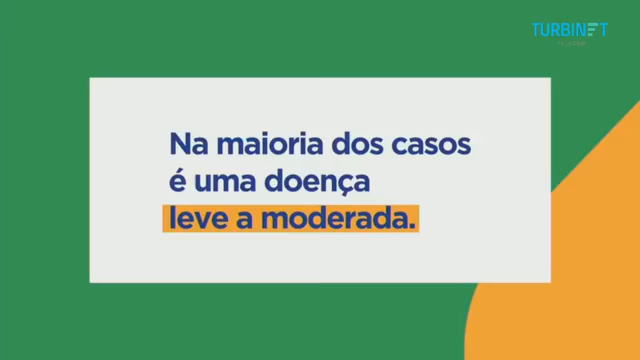 TURBINET
Na maioria dos casos
é uma doença
leve a moderada.